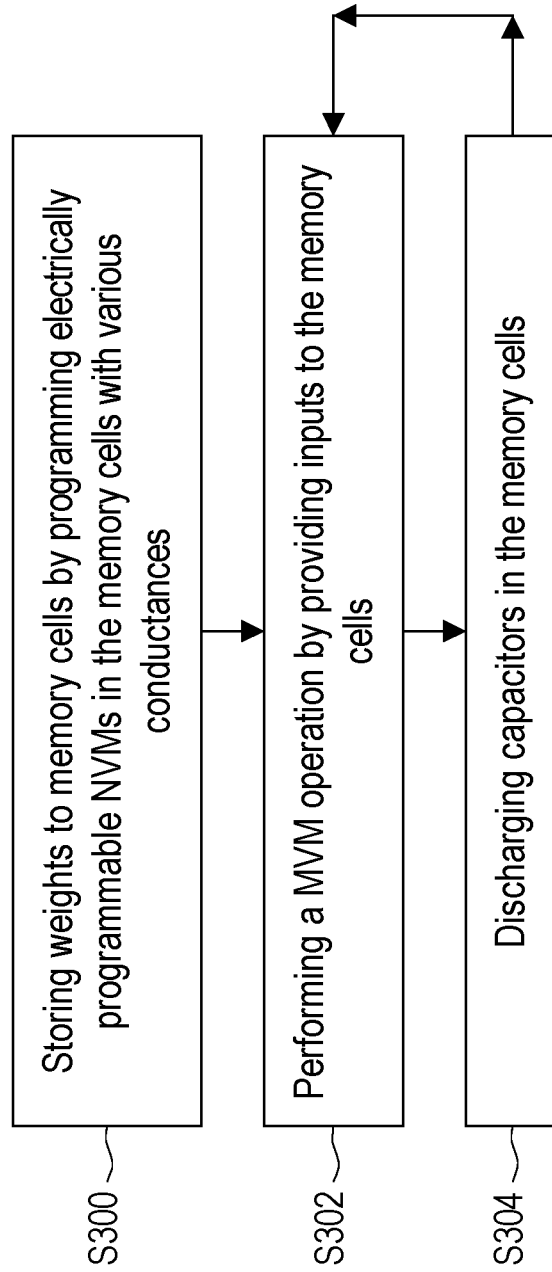 S300
Storing weights to memory cells by programming electrically
programmable NVMs in the memory cells with various
conductances
S302
Performing a MVM operation by providing inputs to the memory
cells
S304
Discharging capacitors in the memory cells